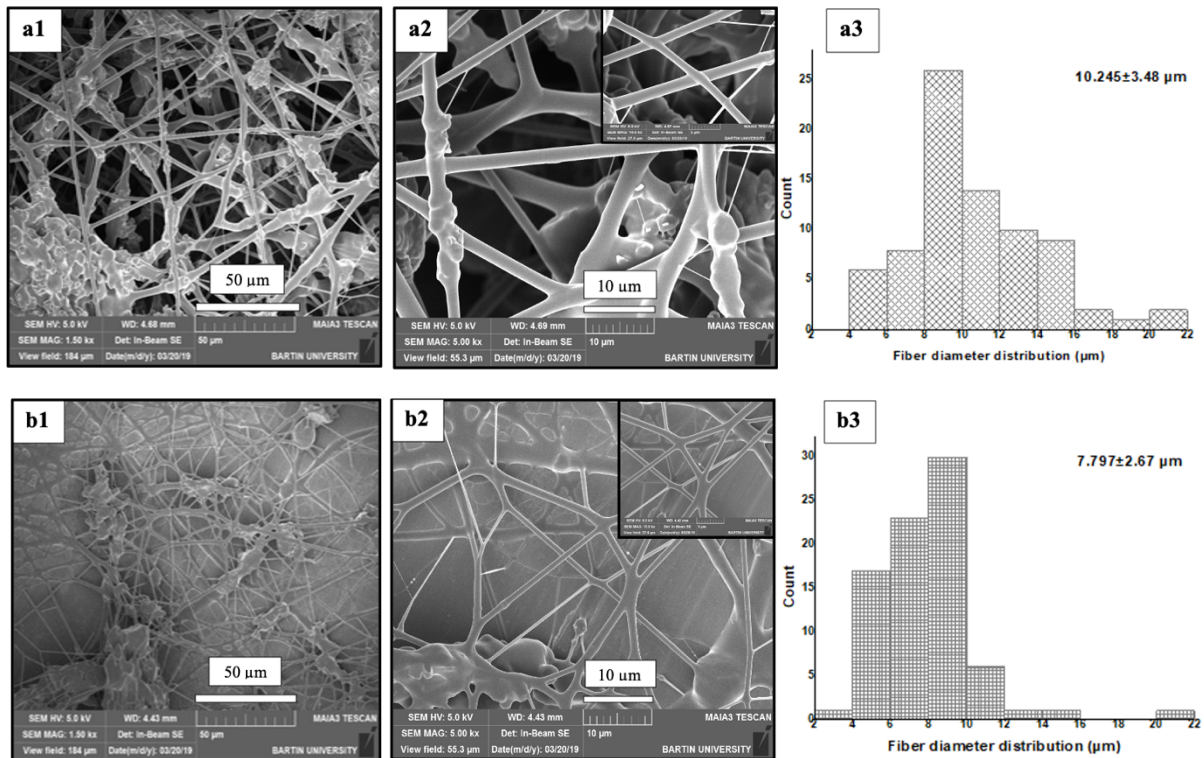 a1
50 µm
SEM HV: 5.0 kV WD: 4.68 mm MAIA3 TESCAN
SEM MAG: 1.50 kx Det: In-Beam SE 50 µm
View field: 184 µm Date(m/d/y): 03/20/19 BARTIN UNIVERSITY
a2
MAIA3 TESCAN
BARTIN UNIVERSITY
10 µm
SEM HV: 5.0 kV WD: 4.69 mm MAIA3 TESCAN
SEM MAG: 5.00 kx Det: In-Beam SE 10 µm
View field: 55.3 µm Date(m/d/y): 03/20/19 BARTIN UNIVERSITY
a3
10.245±3.48 µm
Count
25
20
15
10
5
0
2 4 6 8 10 12 14 16 18 20 22
Fiber diameter distribution (µm)
b1
50 µm
SEM HV: 5.0 kV WD: 4.43 mm MAIA3 TESCAN
SEM MAG: 1.50 kx Det: In-Beam SE 50 µm
View field: 184 µm Date(m/d/y): 03/20/19 BARTIN UNIVERSITY
b2
MAIA3 TESCAN
BARTIN UNIVERSITY
10 µm
SEM HV: 5.0 kV WD: 4.43 mm MAIA3 TESCAN
SEM MAG: 5.00 kx Det: In-Beam SE 10 µm
View field: 55.3 µm Date(m/d/y): 03/20/19 BARTIN UNIVERSITY
b3
7.797±2.67 µm
Count
30
25
20
15
10
5
0
2 4 6 8 10 12 14 16 18 20 22
Fiber diameter distribution (µm)